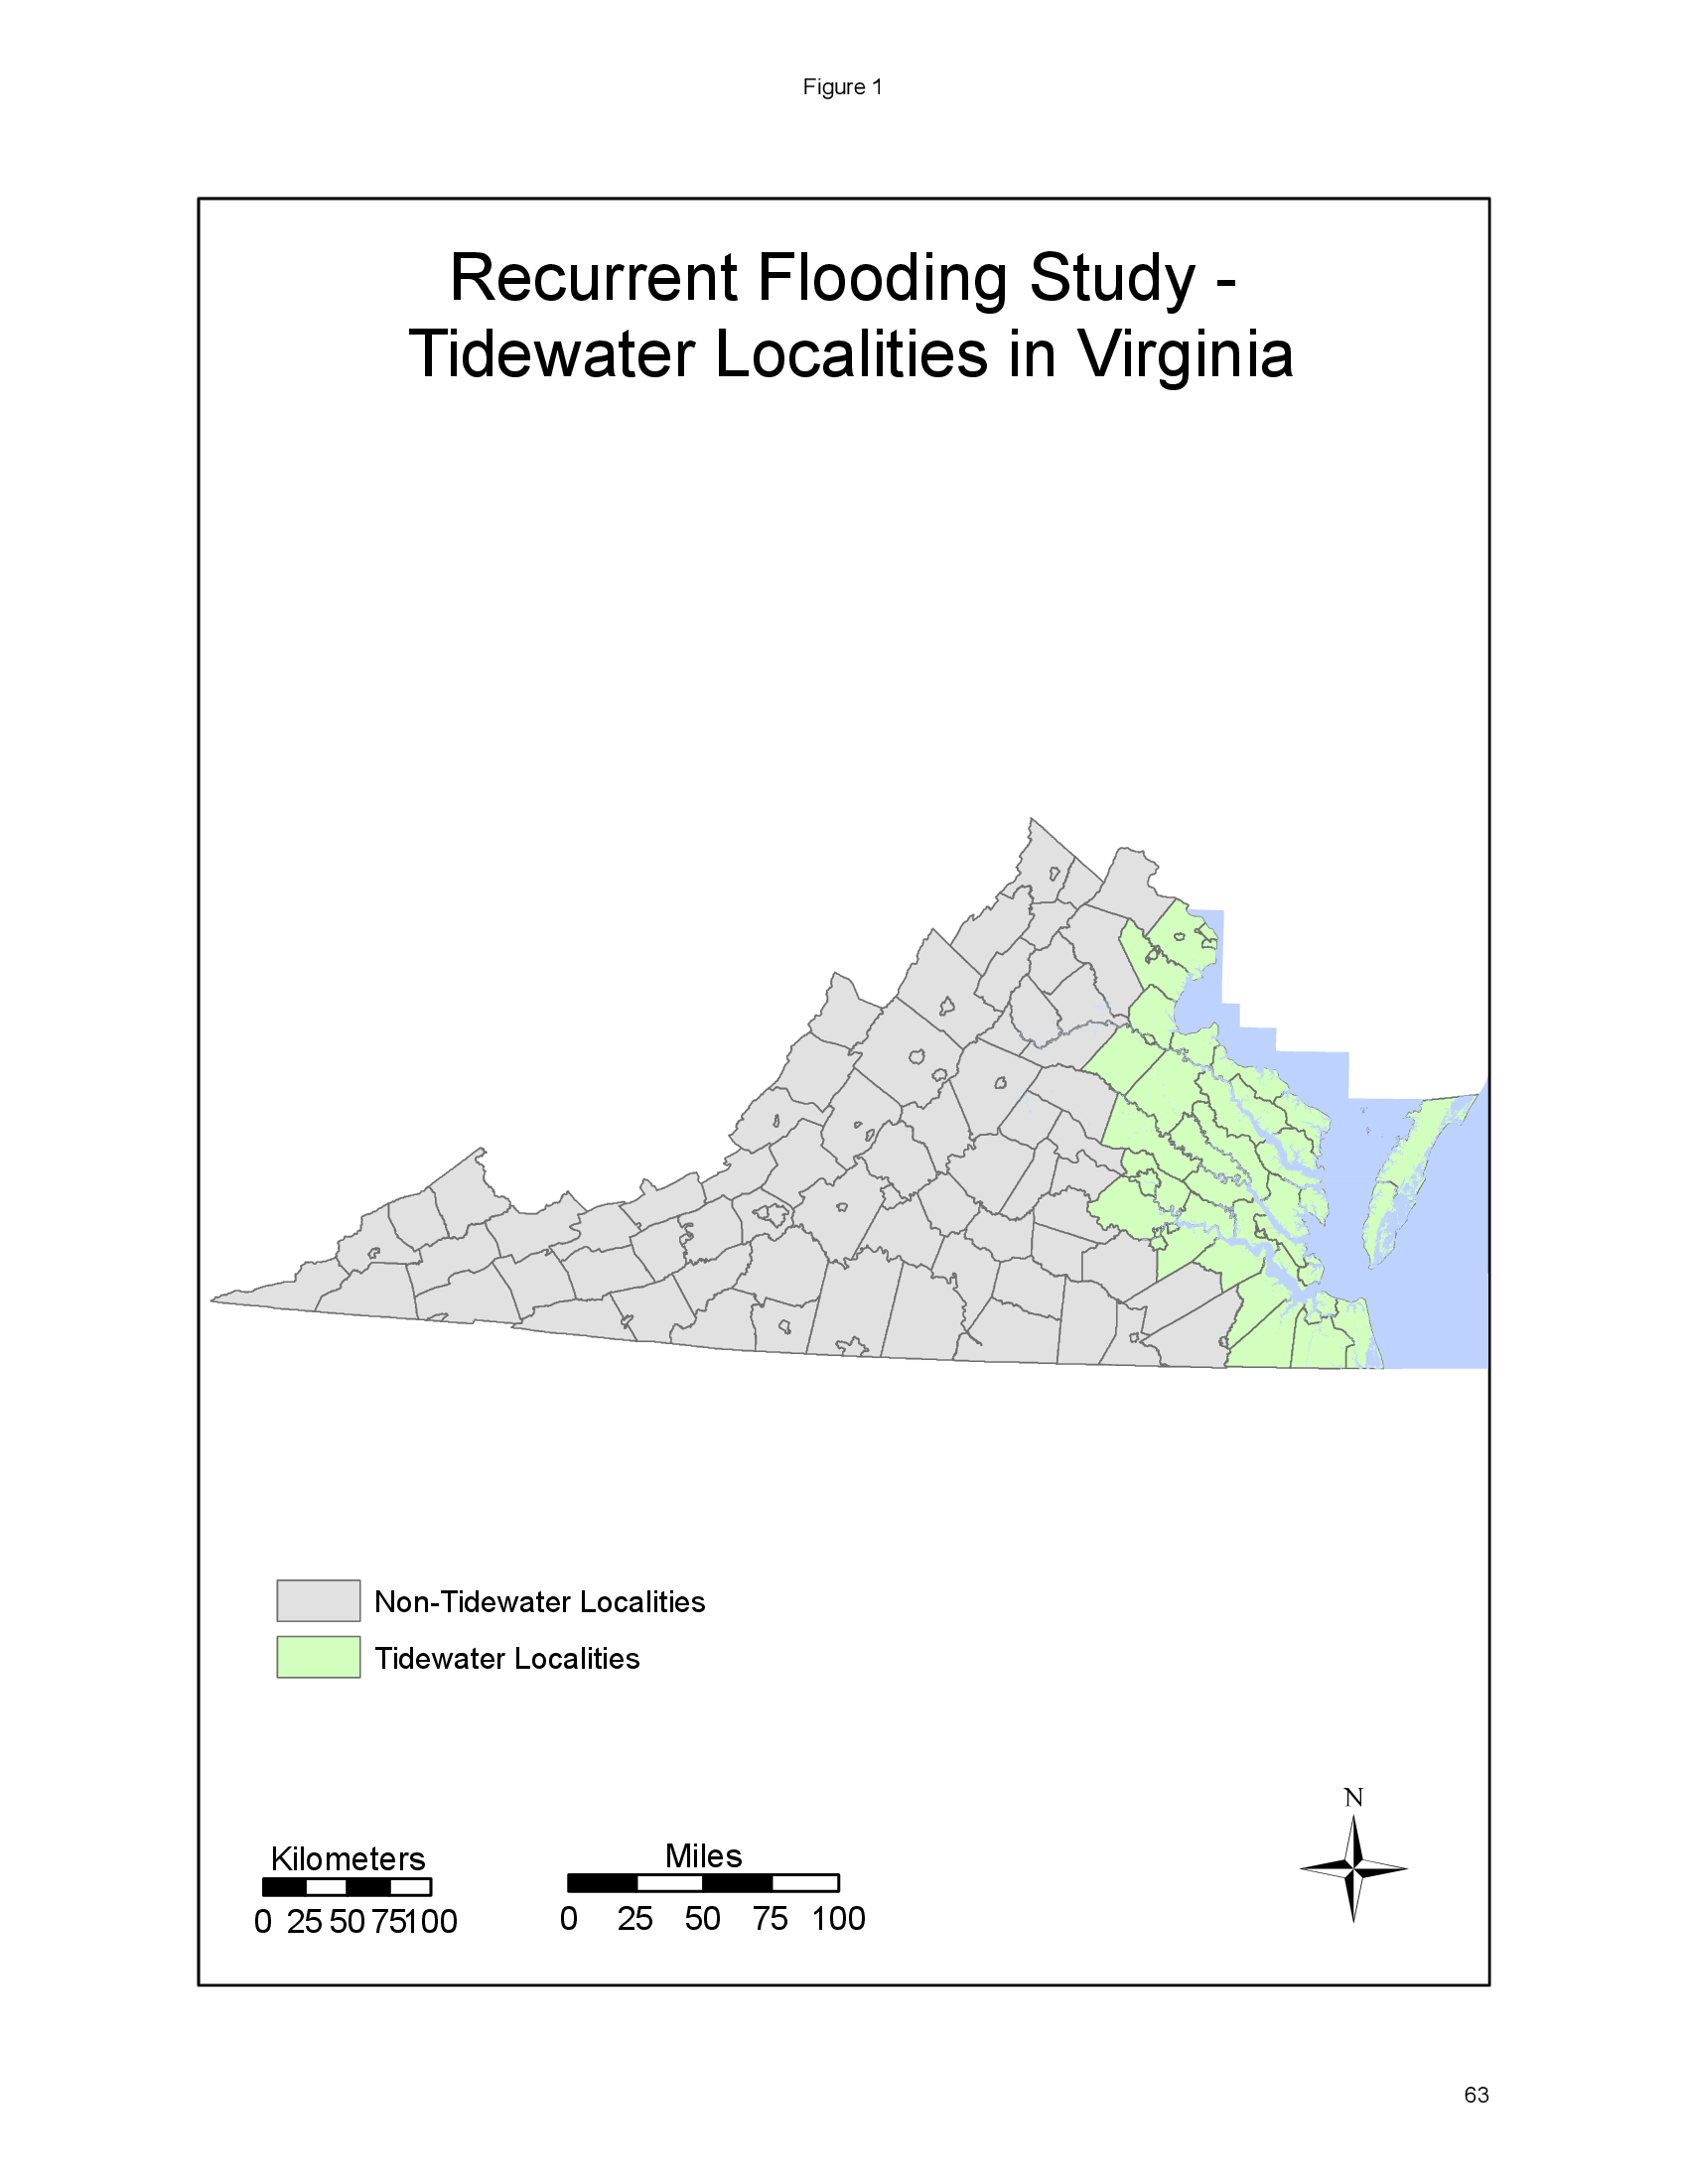 Figure 1
Recurrent Flooding Study -
Tidewater Localities in Virginia
Non-Tidewater Localities
Tidewater Localities
Kilometers
0 25 50 75 100
Miles
0 25 50 75 100
N
63